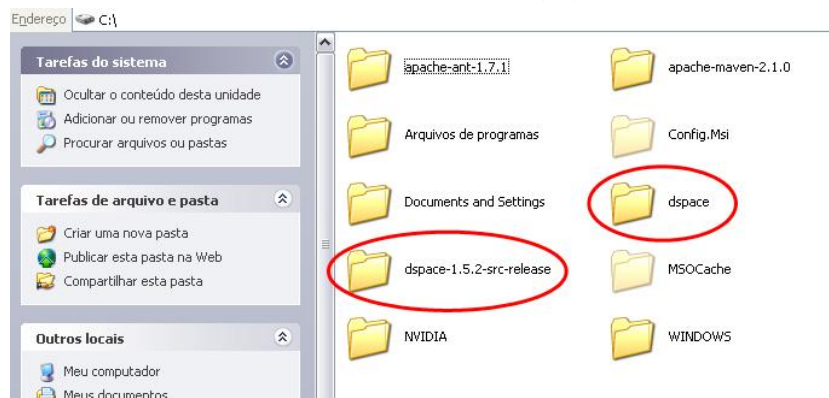 Endereço C:\
Tarefas do sistema
Ocultar o conteúdo desta unidade
Adicionar ou remover programas
Procurar arquivos ou pastas
Tarefas de arquivo e pasta
Criar uma nova pasta
Publicar esta pasta na Web
Compartilhar esta pasta
Outros locais
Meu computador
Meus documentos
apache-ant-1.7.1 apache-maven-2.1.0
Arquivos de programas Config.Msi
Documents and Settings dspace
dspace-1.5.2-src-release MSOCache
NVIDIA WINDOWS